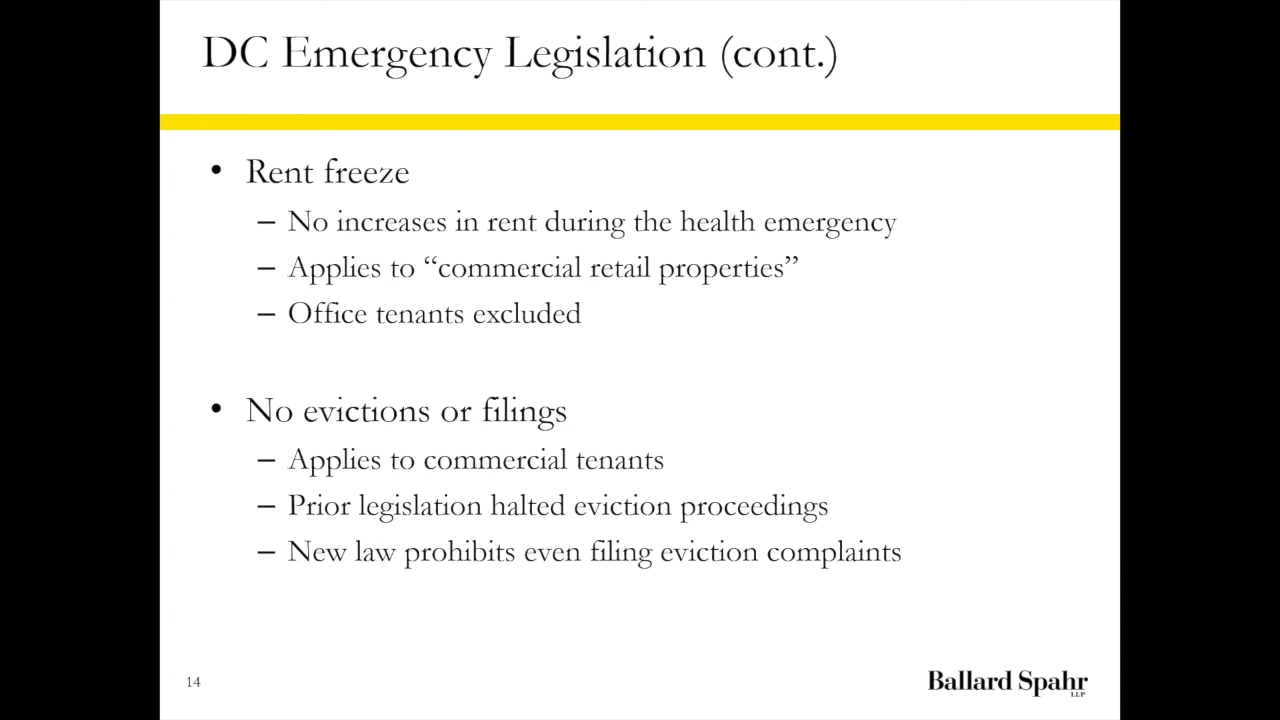 DC Emergency Legislation (cont.)
• Rent freeze
– No increases in rent during the health emergency
– Applies to “commercial retail properties”
– Office tenants excluded
• No evictions or filings
– Applies to commercial tenants
– Prior legislation halted eviction proceedings
– New law prohibits even filing eviction complaints
14
Ballard Spahr
LLP